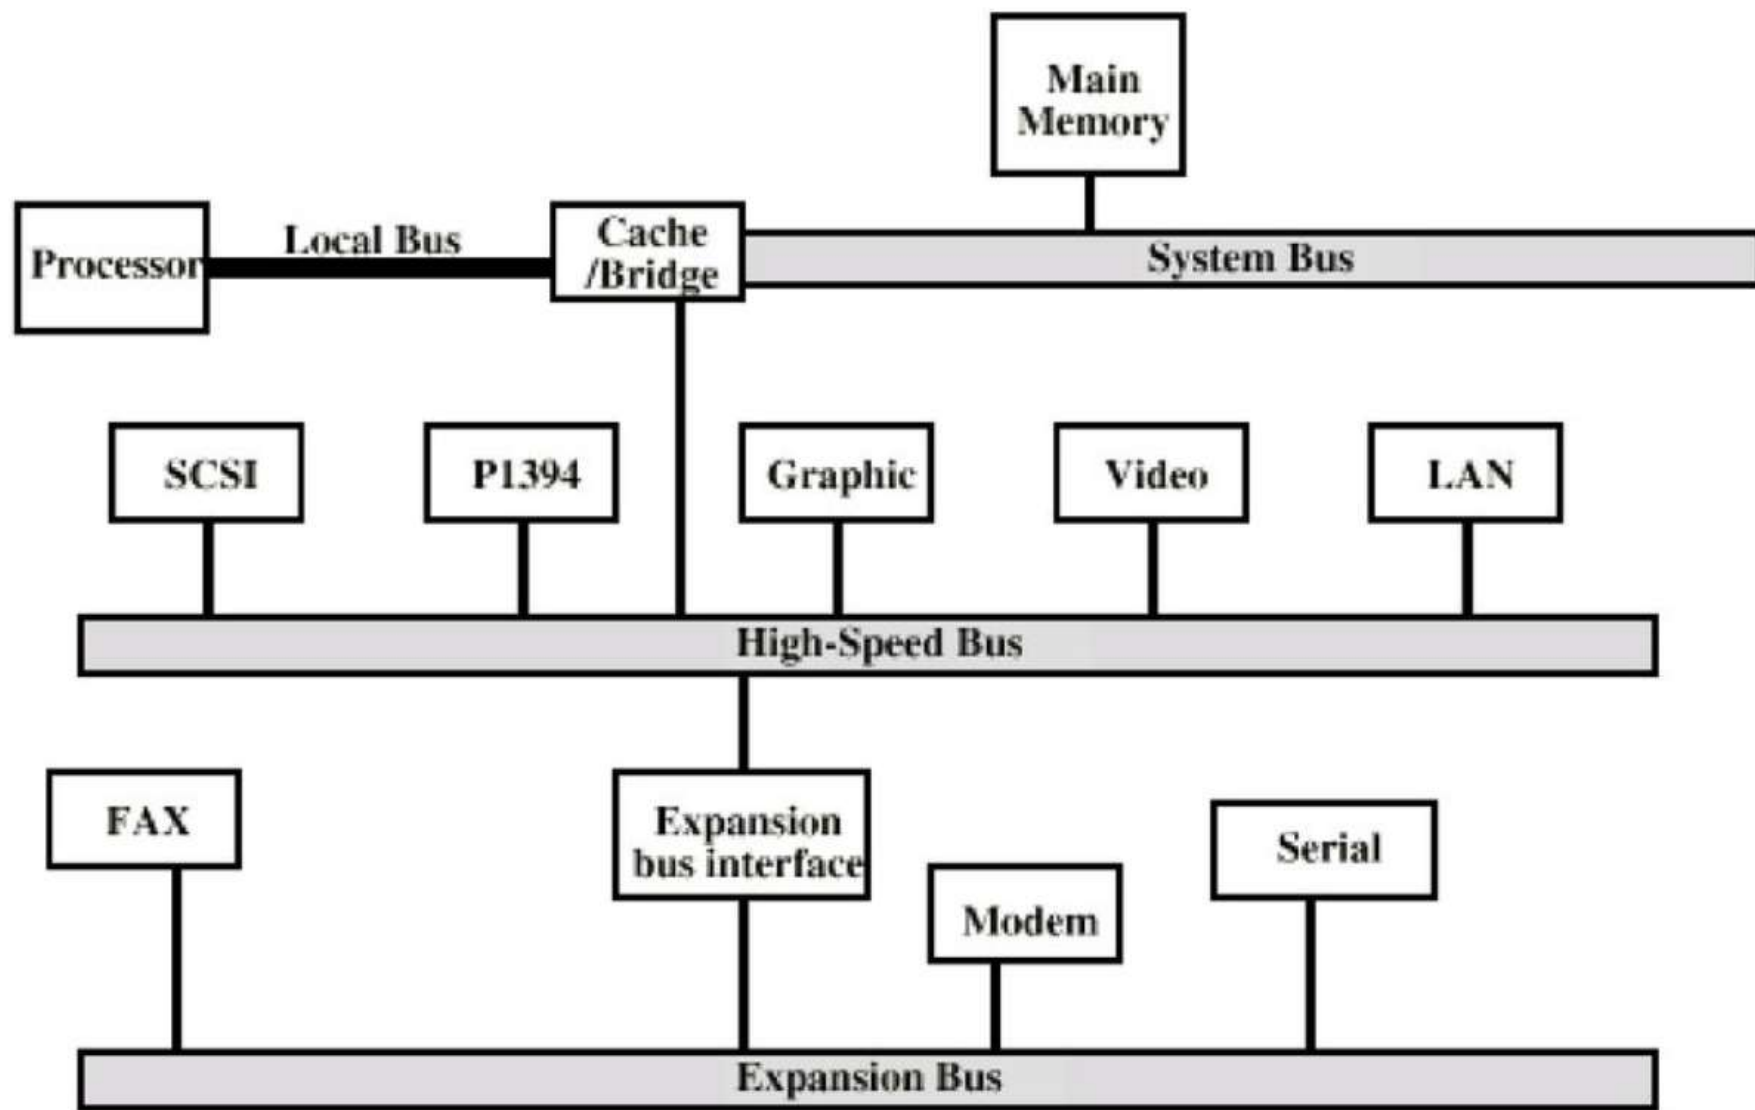 Main
Memory
Processor
Local Bus
Cache
/Bridge
System Bus
SCSI
P1394
Graphic
Video
LAN
High-Speed Bus
FAX
Expansion
bus interface
Modem
Serial
Expansion Bus